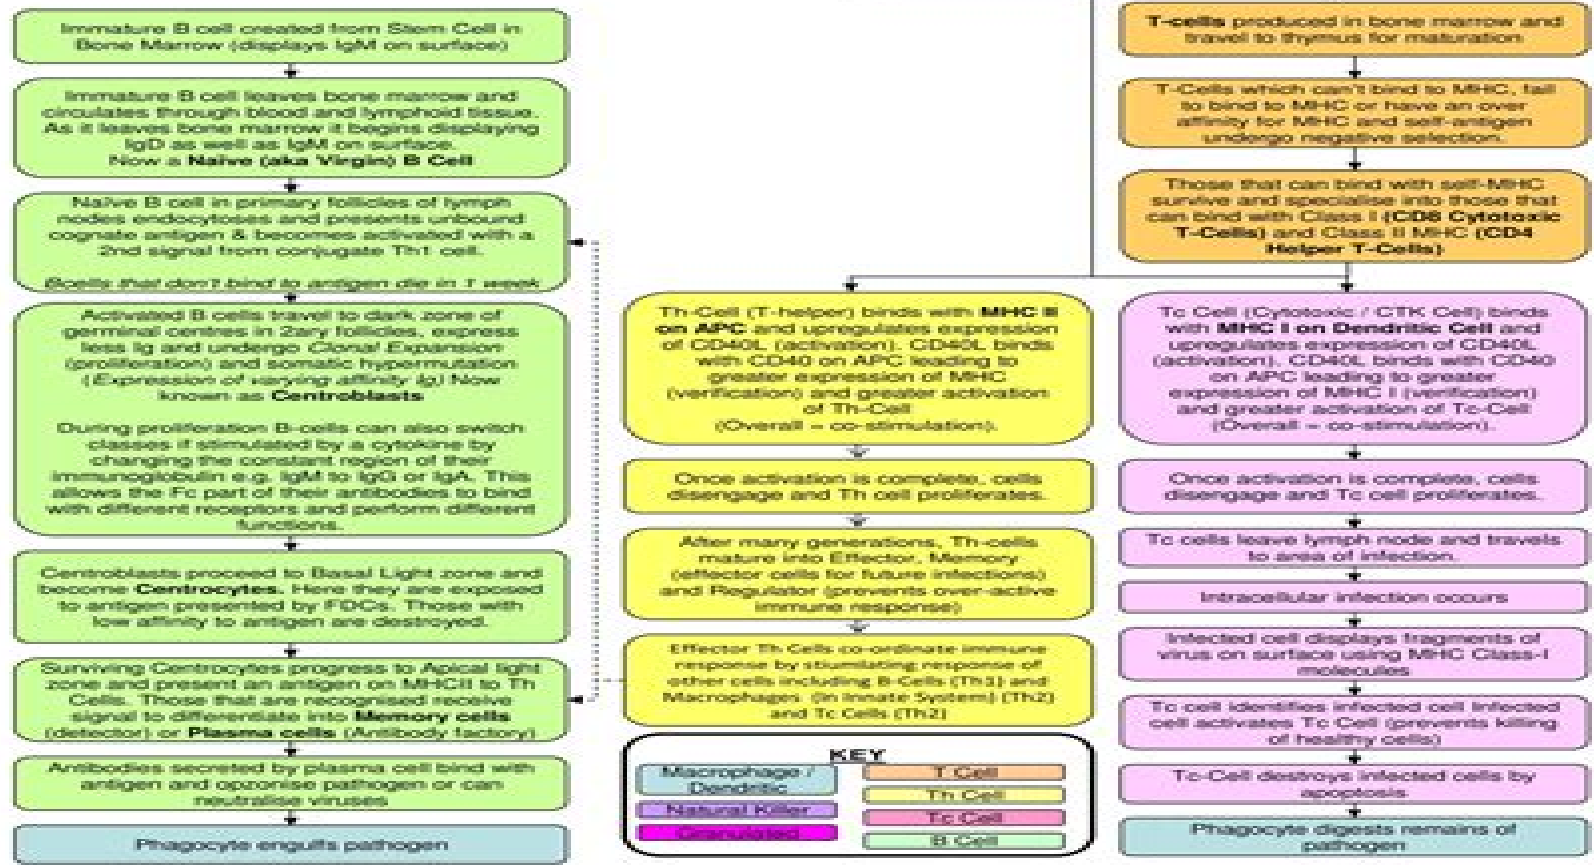 Immature B cell created from Stem Cell in
Bone Marrow (displays IgM on surface)
Immature B cell leaves bone marrow and
circulates through blood and lymphoid tissue.
As it leaves bone marrow it begins displaying
IgD as well as IgM on surface.
Now a Naïve (aka Virgin) B Cell
Naïve B cell in primary follicles of lymph
nodes endocytoses and presents unbound
cognate antigen & becomes activated with a
2nd signal from conjugate Th1 cell.
Bcells that don't bind to antigen die in 1 week
Activated B cells travel to dark zone of
germinal centres in 2ary follicles, express
less Ig and undergo Clonal Expansion
(proliferation) and somatic hypermutation
(Expression of varying affinity Ig) Now
known as Centroblasts
During proliferation B-cells can also switch
classes if stimulated by a cytokine by
changing the constant region of their
immunoglobulin e.g. IgM to IgG or IgA. This
allows the Fc part of their antibodies to bind
with different receptors and perform different
functions.
Centroblasts proceed to Basal Light zone and
become Centrocytes. Here they are exposed
to antigen presented by FDCs. Those with
low affinity to antigen are destroyed.
Surviving Centrocytes progress to Apical light
zone and present an antigen on MHCII to Th
Cells. Those that are recognised receive
signal to differentiate into Memory cells
(detector) or Plasma cells (Antibody factory)
Antibodies secreted by plasma cell bind with
antigen and opzonise pathogen or can
neutralise viruses
Phagocyte engulfs pathogen
Th-Cell (T-helper) binds with MHC II
on APC and upregulates expression
of CD40L (activation). CD40L binds
with CD40 on APC leading to
greater expression of MHC
(verification) and greater activation
of Th-Cell
(Overall = co-stimulation).
Once activation is complete, cells
disengage and Th cell proliferates.
After many generations, Th-cells
mature into Effector, Memory
(effector cells for future infections)
and Regulator (prevents over-active
immune response)
Effector Th Cells co-ordinate immune
response by stiumlating response of
other cells including B-Cells (Th1) and
Macrophages (In Innate System) (Th2)
and Tc Cells (Th2)
KEY
Macrophage /
Dendritic
Natural Killer
Granulated
T Cell
Th Cell
Tc Cell
B Cell
T-cells produced in bone marrow and
travel to thymus for maturation
T-Cells which can't bind to MHC, fail
to bind to MHC or have an over
affinity for MHC and self-antigen
undergo negative selection.
Those that can bind with self-MHC
survive and specialise into those that
can bind with Class I (CD8 Cytotoxic
T-Cells) and Class II MHC (CD4
Helper T-Cells)
Tc Cell (Cytotoxic / CTK Cell) binds
with MHC I on Dendritic Cell and
upregulates expression of CD40L
(activation). CD40L binds with CD40
on APC leading to greater
expression of MHC I (verification)
and greater activation of Tc-Cell
(Overall = co-stimulation).
Once activation is complete, cells
disengage and Tc cell proliferates.
Tc cells leave lymph node and travels
to area of infection.
Intracellular infection occurs
Infected cell displays fragments of
virus on surface using MHC Class-I
molecules
Tc cell identifies infected cell Infected
cell activates Tc Cell (prevents killing
of healthy cells)
Tc-Cell destroys infected cells by
apoptosis
Phagocyte digests remains of
pathogen